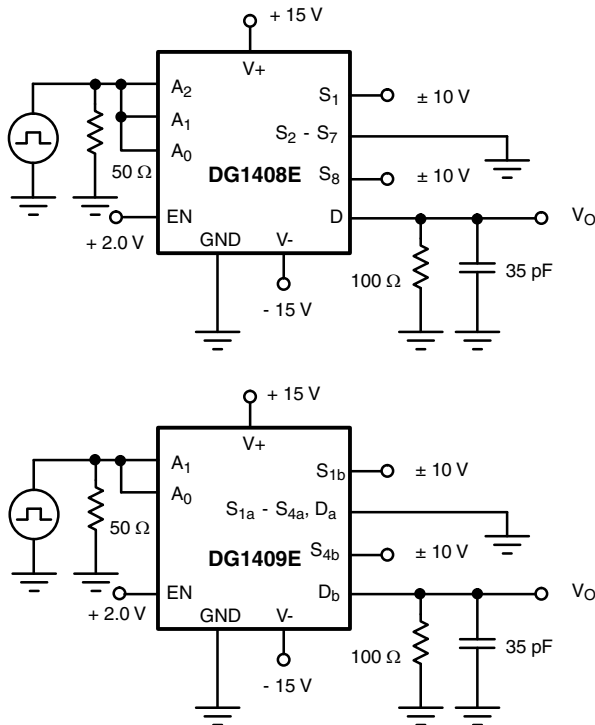 + 15 V
V+
A2
S1
± 10 V
A1
S2 - S7
A0
50 Ω
DG1408E
S8
± 10 V
EN
D
VO
+ 2.0 V
GND
V-
100 Ω
35 pF
- 15 V
+ 15 V
V+
A1
S1b
± 10 V
A0
S1a - S4a, Da
50 Ω
DG1409E
S4b
± 10 V
EN
Db
VO
+ 2.0 V
GND
V-
100 Ω
35 pF
- 15 V